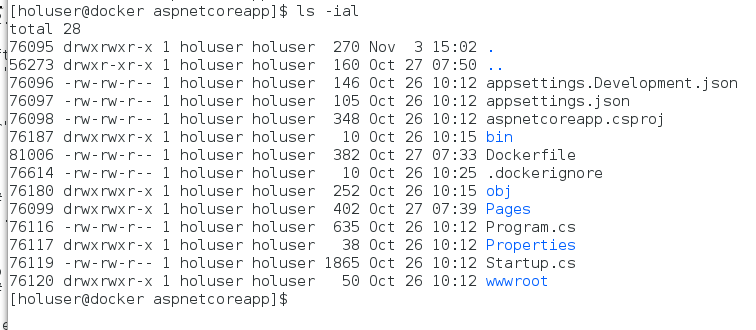 [holuser@docker aspnetcoreapp]$ ls -ial
total 28
76095 drwxrwxr-x 1 holuser holuser  270 Nov  3 15:02 .
56273 drwxr-xr-x 1 holuser holuser  160 Oct 27 07:50 ..
76096 -rw-rw-r-- 1 holuser holuser  146 Oct 26 10:12 appsettings.Development.json
76097 -rw-rw-r-- 1 holuser holuser  105 Oct 26 10:12 appsettings.json
76098 -rw-rw-r-- 1 holuser holuser  348 Oct 26 10:12 aspnetcoreapp.csproj
76187 drwxrwxr-x 1 holuser holuser   10 Oct 26 10:15 bin
81006 -rw-rw-r-- 1 holuser holuser  382 Oct 27 07:33 Dockerfile
76614 -rw-rw-r-- 1 holuser holuser   10 Oct 26 10:25 .dockerignore
76180 drwxrwxr-x 1 holuser holuser  252 Oct 26 10:15 obj
76099 drwxrwxr-x 1 holuser holuser  402 Oct 27 07:39 Pages
76116 -rw-rw-r-- 1 holuser holuser  635 Oct 26 10:12 Program.cs
76117 drwxrwxr-x 1 holuser holuser   38 Oct 26 10:12 Properties
76119 -rw-rw-r-- 1 holuser holuser 1865 Oct 26 10:12 Startup.cs
76120 drwxrwxr-x 1 holuser holuser   50 Oct 26 10:12 wwwroot
[holuser@docker aspnetcoreapp]$